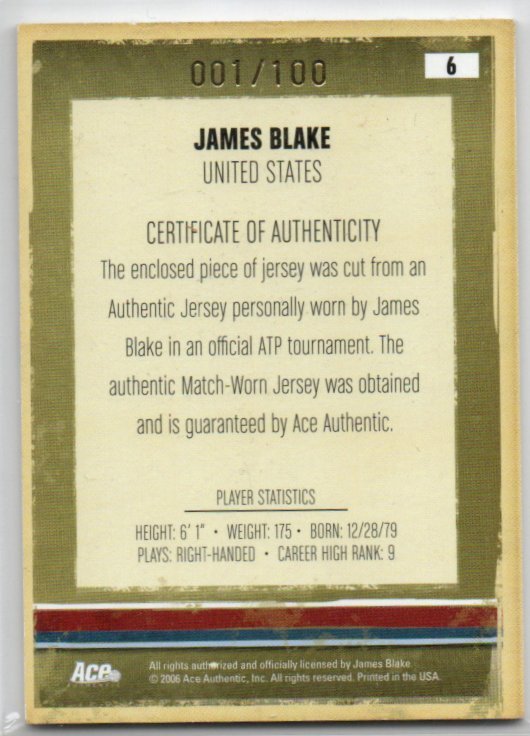 001/100
6
JAMES BLAKE
UNITED STATES
CERTIFICATE OF AUTHENTICITY
The enclosed piece of jersey was cut from an
Authentic Jersey personally worn by James
Blake in an official ATP tournament. The
authentic Match-Worn Jersey was obtained
and is guaranteed by Ace Authentic.
PLAYER STATISTICS
HEIGHT: 6' 1" • WEIGHT: 175 • BORN: 12/28/79
PLAYS: RIGHT-HANDED • CAREER HIGH RANK: 9
Ace
All rights authorized and officially licensed by James Blake
© 2006 Ace Authentic, Inc. All rights reserved. Printed in the USA.